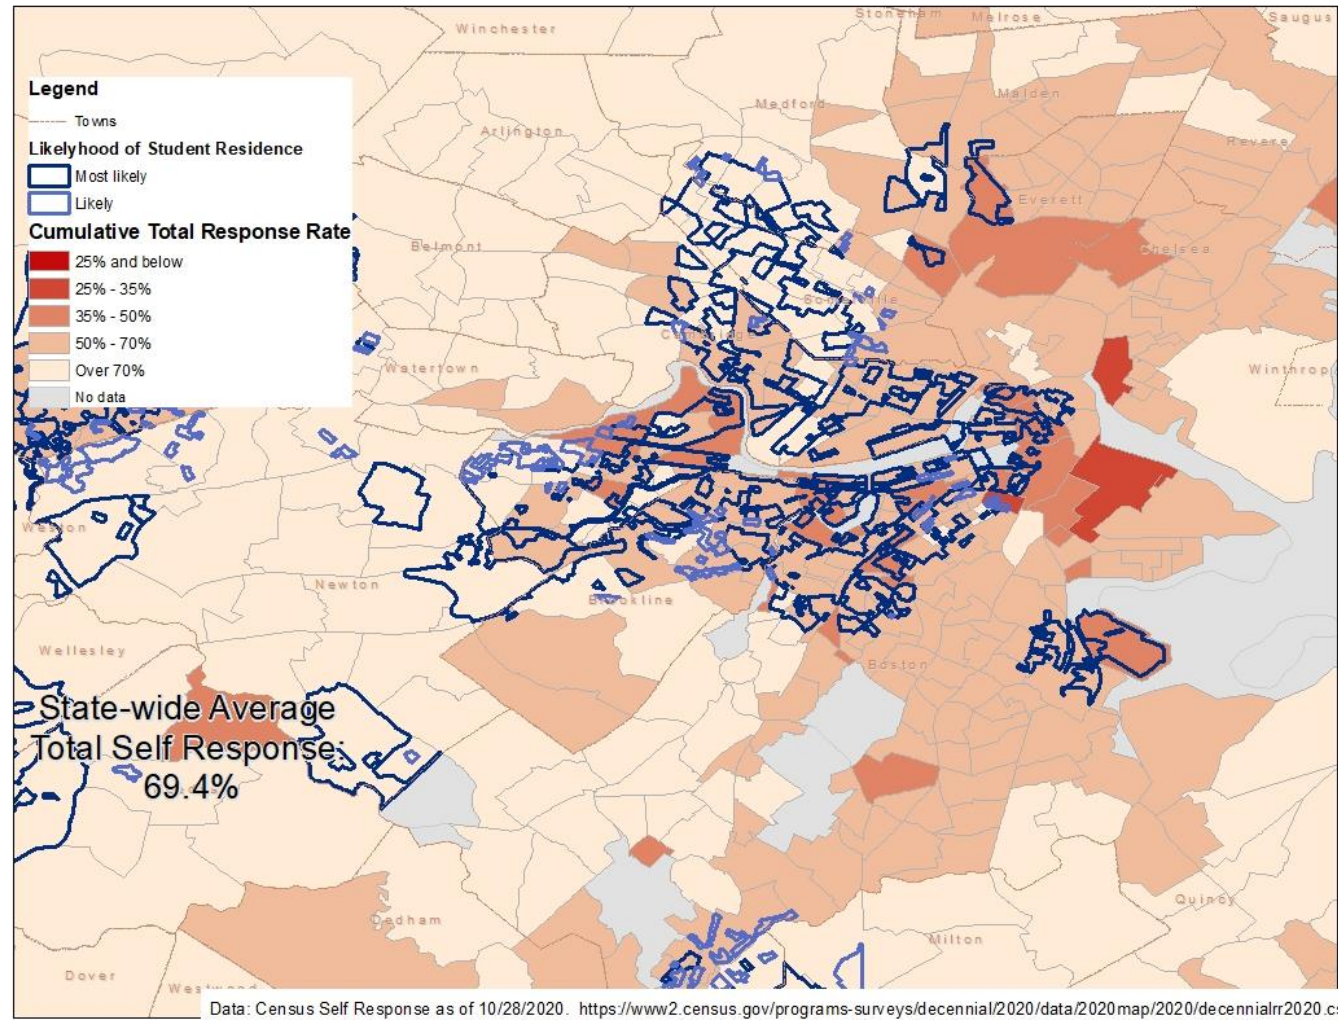 Stoneham
Melrose
Saugus
Winchester
Legend
Towns
Likelyhood of Student Residence
Most likely
Likely
Cumulative Total Response Rate
25% and below
25% - 35%
35% - 50%
50% - 70%
Over 70%
No data
Malden
Medford
Arlington
Revere
Everett
Belmont
Chelsea
Somerville
Cambridge
Watertown
Winthrop
Weston
Newton
Brookline
Wellesley
Boston
State-wide Average
Total Self Response:
69.4%
Quincy
Dedham
Milton
Dover
Westwood
Data: Census Self Response as of 10/28/2020. https://www2.census.gov/programs-surveys/decennial/2020/data/2020map/2020/decennialrr2020.c